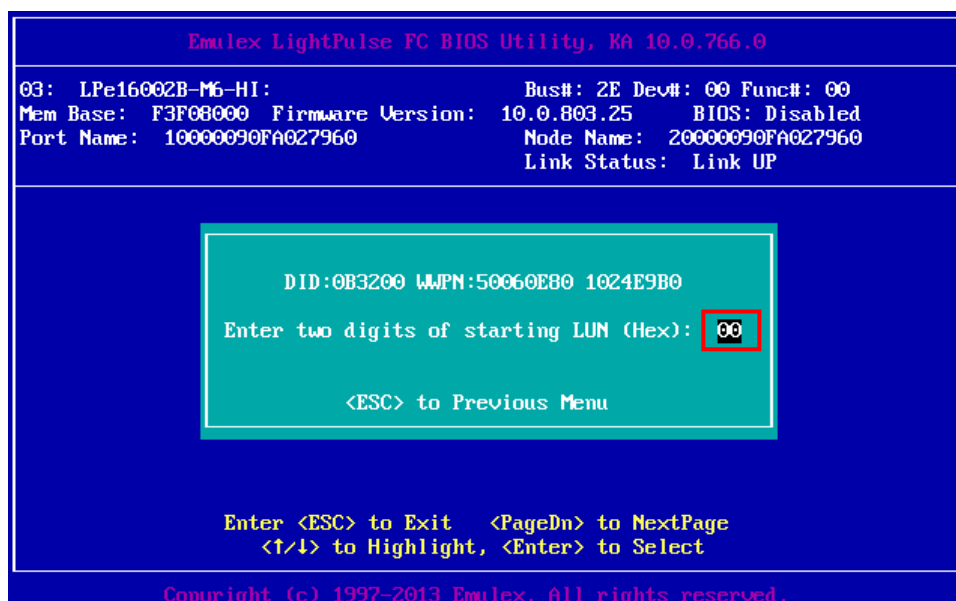 Emulex LightPulse FC BIOS Utility, KA 10.0.766.0
03: LPe16002B-M6-HI: Bus#: 2E Dev#: 00 Func#: 00
Mem Base: F3F08000 Firmware Version: 10.0.803.25 BIOS: Disabled
Port Name: 10000090FA027960 Node Name: 20000090FA027960
Link Status: Link UP
DID:0B3200 WWPN:50060E80 1024E9B0
Enter two digits of starting LUN (Hex): 00
<ESC> to Previous Menu
Enter <ESC> to Exit <PageDn> to NextPage
<↑/↓> to Highlight, <Enter> to Select
Copyright (c) 1997-2013 Emulex. All rights reserved.